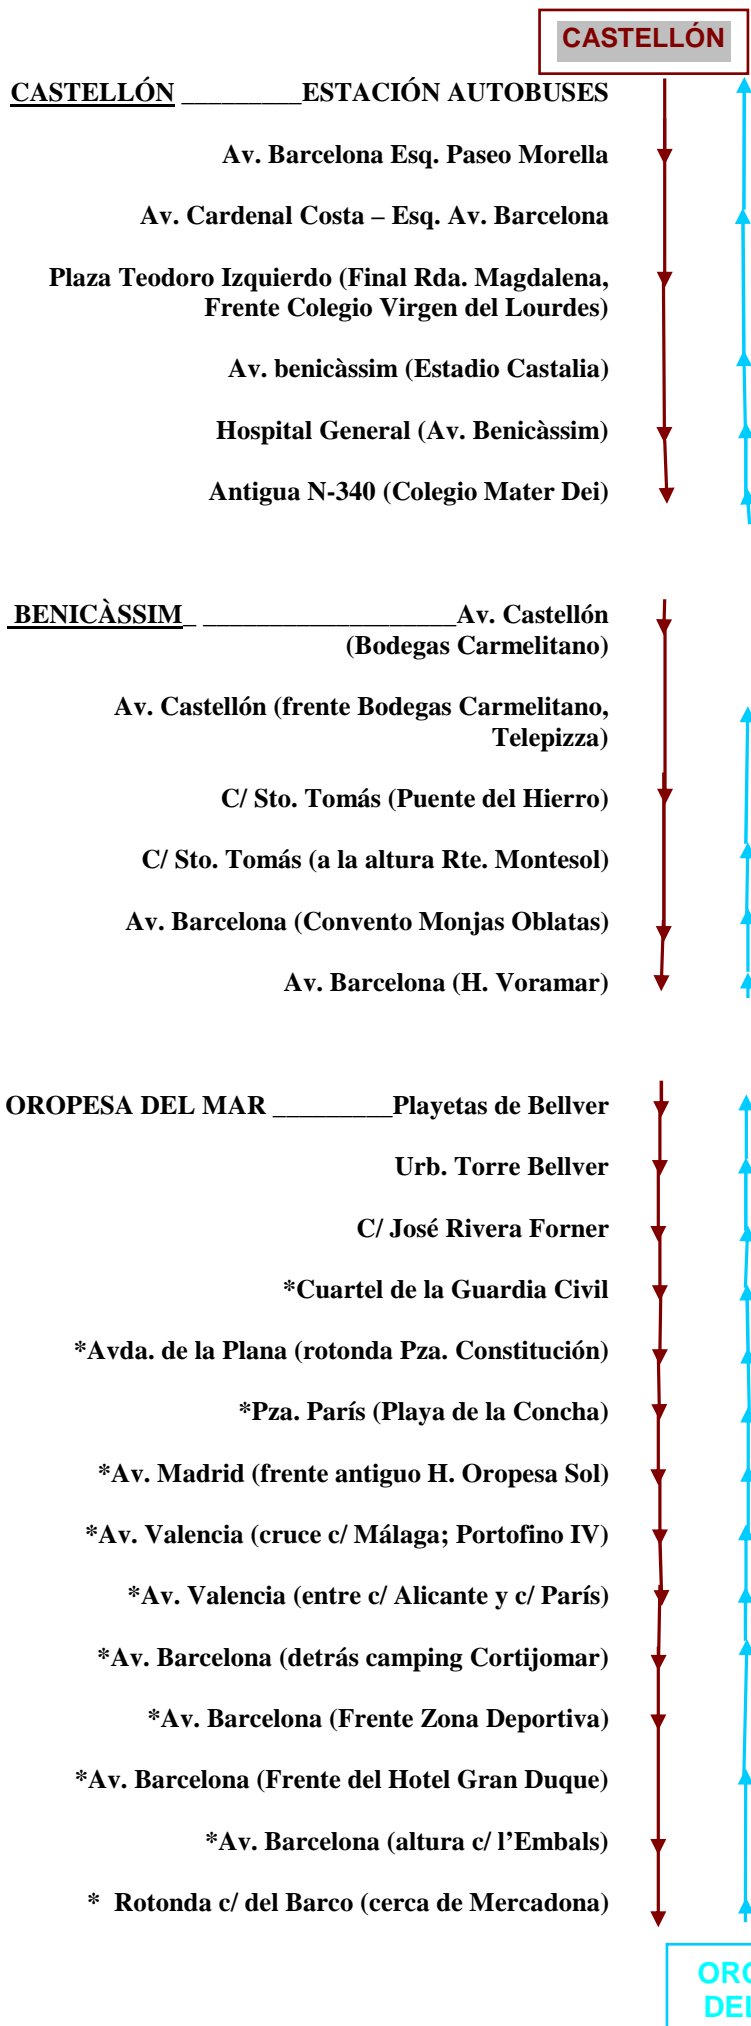 CASTELLÓN
CASTELLÓN _________ESTACIÓN AUTOBUSES
Av. Barcelona Esq. Paseo Morella
Av. Cardenal Costa – Esq. Av. Barcelona
Plaza Teodoro Izquierdo (Final Rda. Magdalena,
Frente Colegio Virgen del Lourdes)
Av. benicàssim (Estadio Castalia)
Hospital General (Av. Benicàssim)
Antigua N-340 (Colegio Mater Dei)
BENICÀSSIM_ ___________________Av. Castellón
(Bodegas Carmelitano)
Av. Castellón (frente Bodegas Carmelitano,
Telepizza)
C/ Sto. Tomás (Puente del Hierro)
C/ Sto. Tomás (a la altura Rte. Montesol)
Av. Barcelona (Convento Monjas Oblatas)
Av. Barcelona (H. Voramar)
OROPESA DEL MAR _________Playetas de Bellver
Urb. Torre Bellver
C/ José Rivera Forner
*Cuartel de la Guardia Civil
*Avda. de la Plana (rotonda Pza. Constitución)
*Pza. París (Playa de la Concha)
*Av. Madrid (frente antiguo H. Oropesa Sol)
*Av. Valencia (cruce c/ Málaga; Portofino IV)
*Av. Valencia (entre c/ Alicante y c/ París)
*Av. Barcelona (detrás camping Cortijomar)
*Av. Barcelona (Frente Zona Deportiva)
*Av. Barcelona (Frente del Hotel Gran Duque)
*Av. Barcelona (altura c/ l’Embals)
* Rotonda c/ del Barco (cerca de Mercadona)